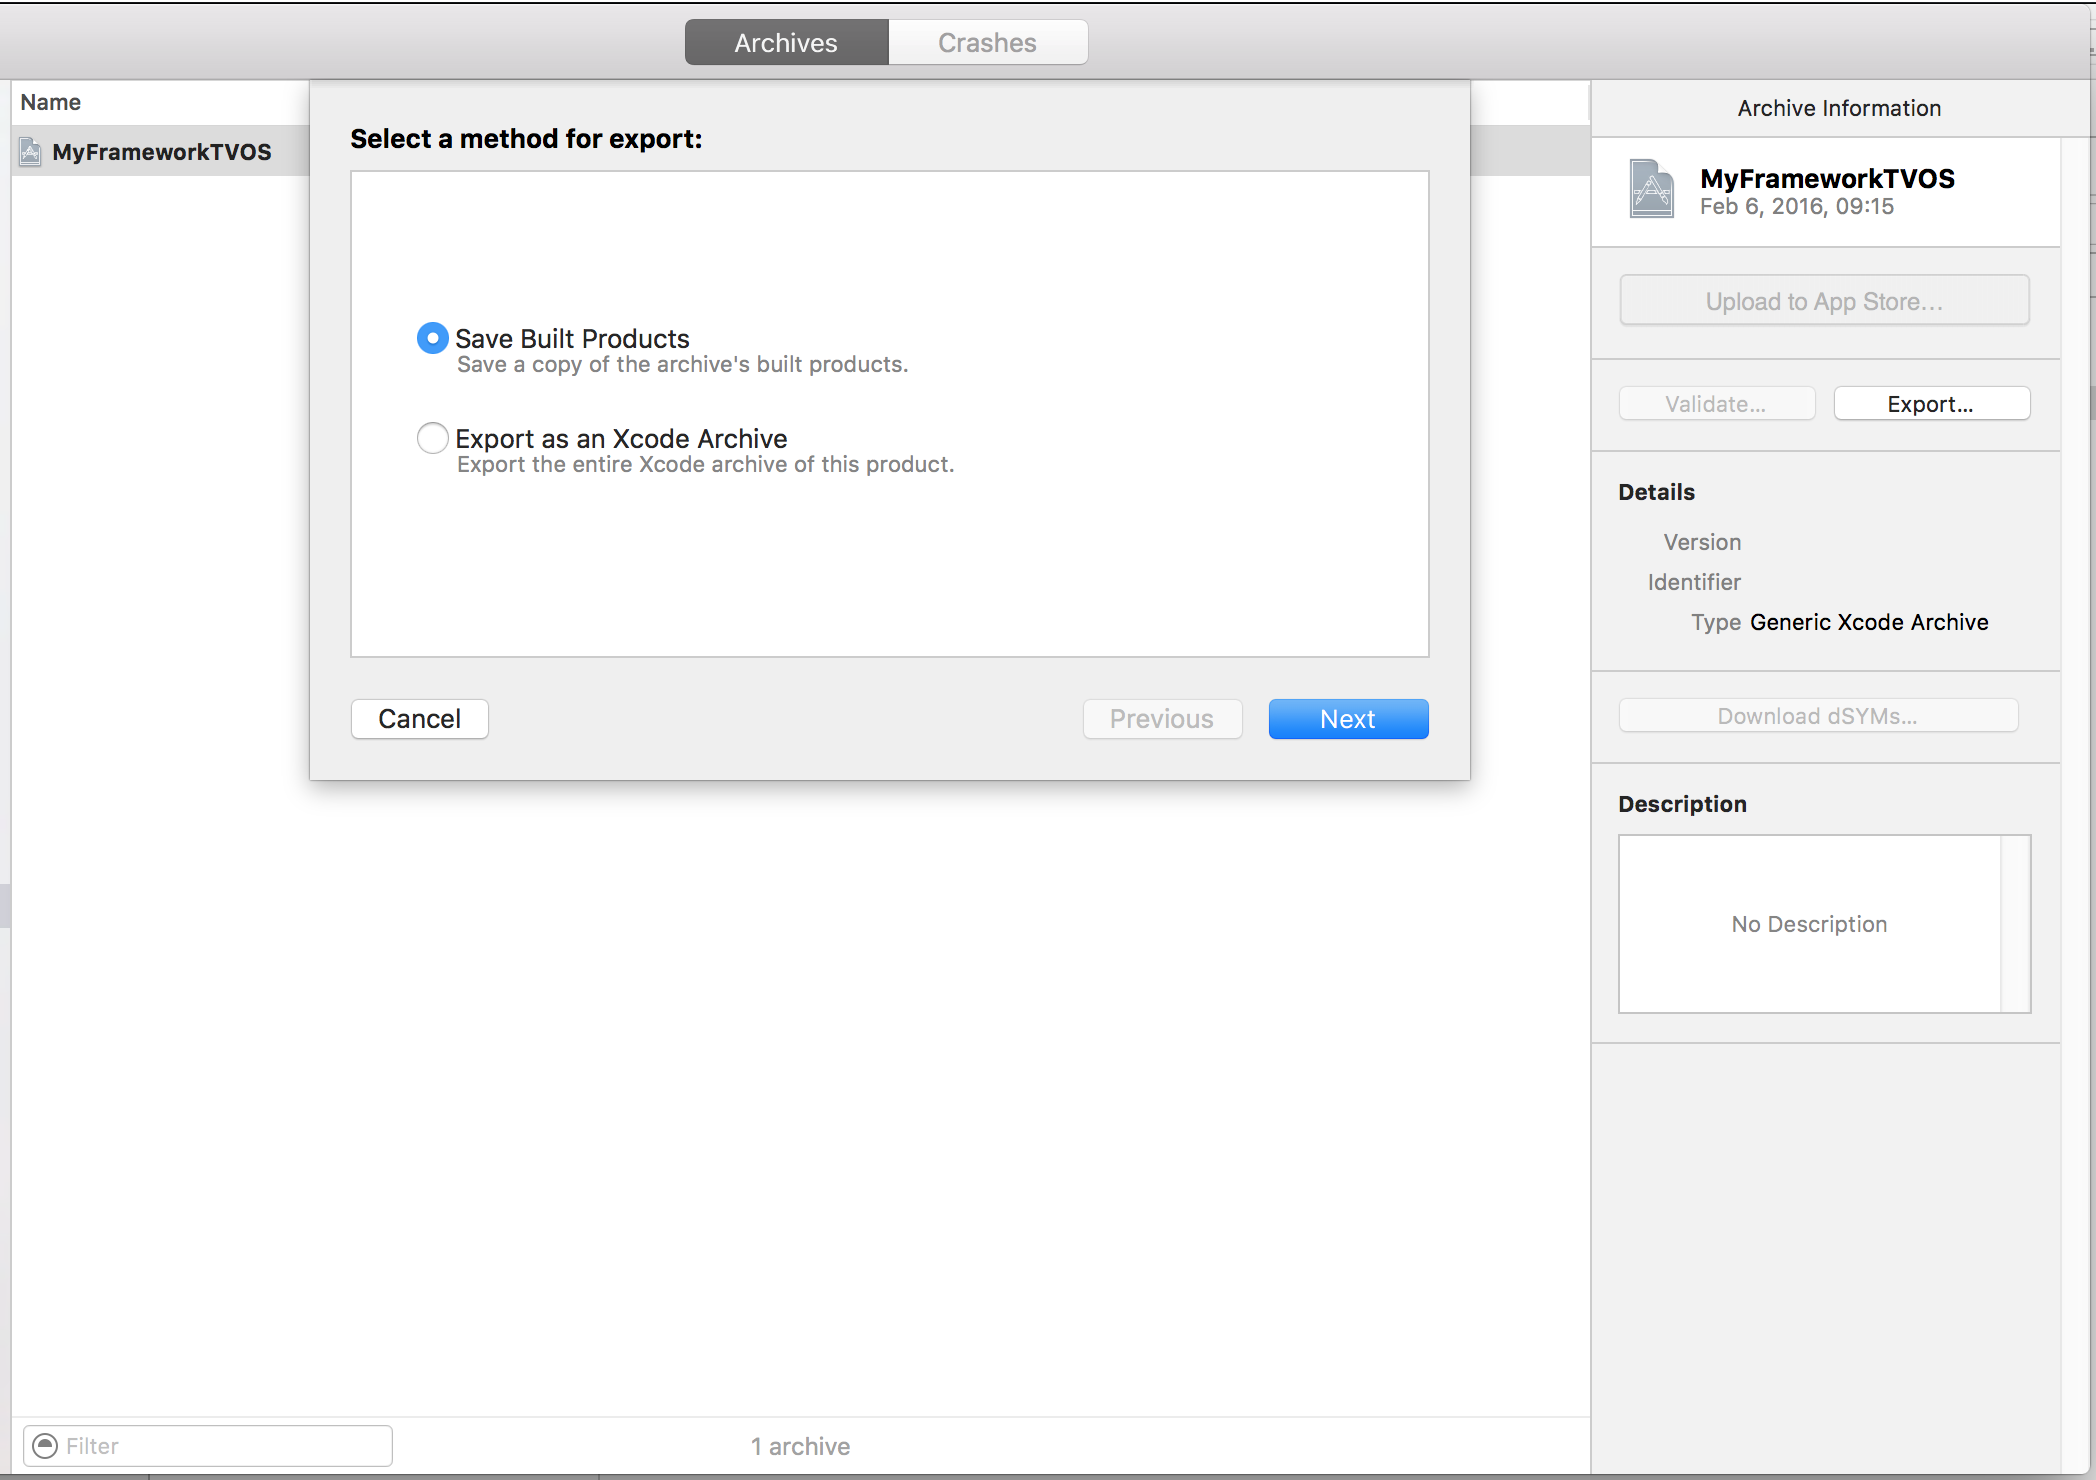 Archives
Crashes
Name
MyFrameworkTVOS
Select a method for export:
Save Built Products
Save a copy of the archive's built products.
Export as an Xcode Archive
Export the entire Xcode archive of this product.
Cancel
Previous
Next
Filter
1 archive
Archive Information
MyFrameworkTVOS
Feb 6, 2016, 09:15
Upload to App Store...
Validate...
Export...
Details
Version
Identifier
Type Generic Xcode Archive
Download dSYMs...
Description
No Description